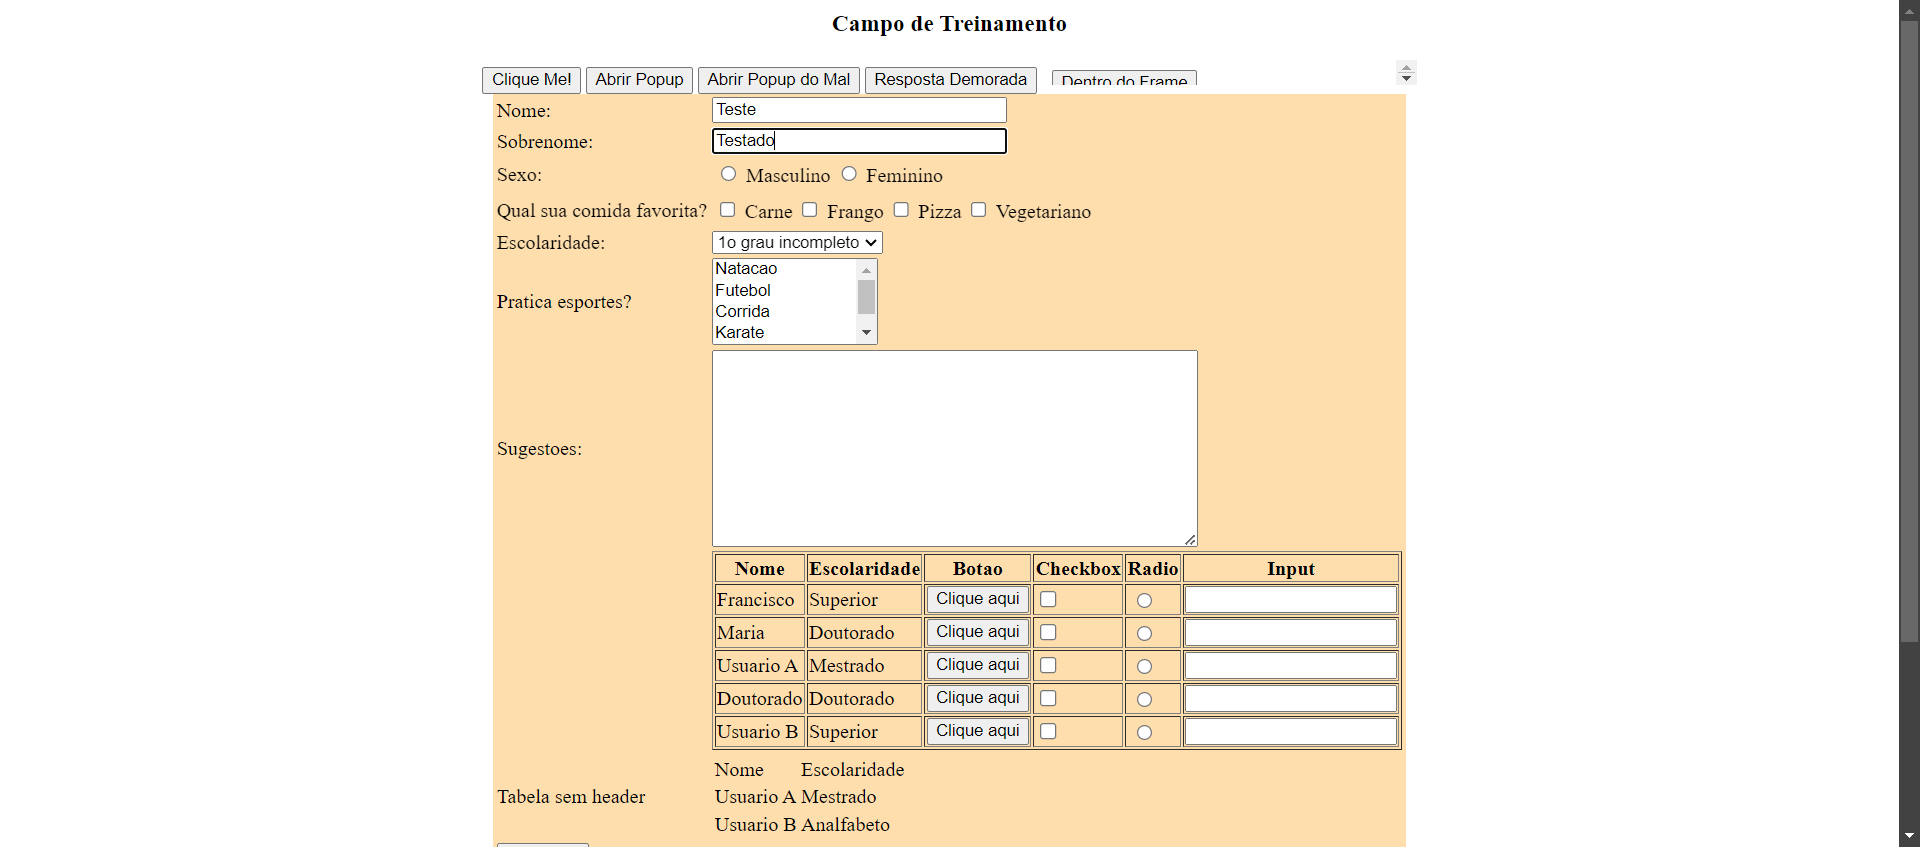 Campo de Treinamento
Clique Me! Abrir Popup Abrir Popup do Mal Resposta Demorada Dentro do Frame
Nome: Teste
Sobrenome: Testado
Sexo: Masculino Feminino
Qual sua comida favorita? Carne Frango Pizza Vegetariano
Escolaridade: 1o grau incompleto
Natacao
Futebol
Pratica esportes?
Corrida
Karate
Sugestoes:
Nome Escolaridade Botao Checkbox Radio Input
Francisco Superior Clique aqui
Maria Doutorado Clique aqui
Usuario A Mestrado Clique aqui
Doutorado Doutorado Clique aqui
Usuario B Superior Clique aqui
Nome Escolaridade
Tabela sem header Usuario A Mestrado
Usuario B Analfabeto